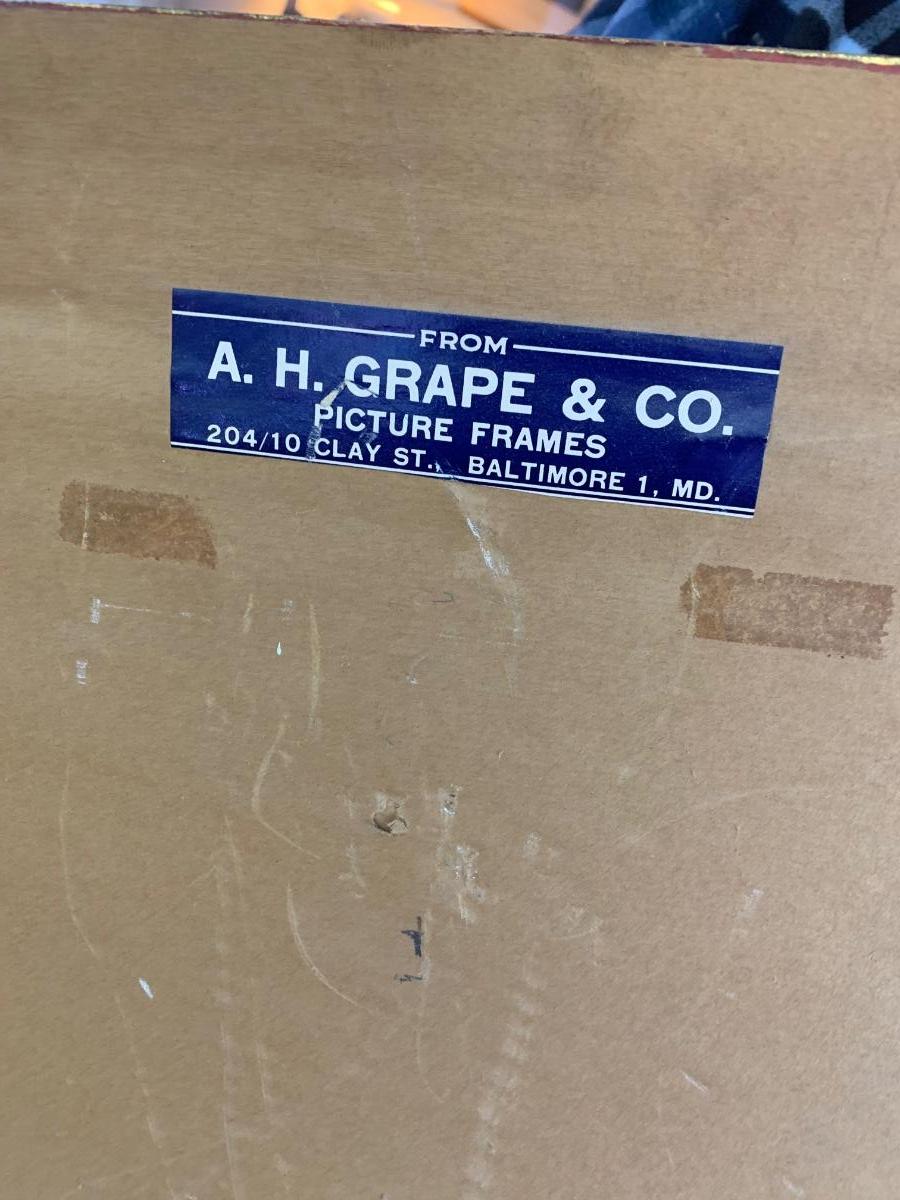 FROM
A. H. GRAPE & CO.
PICTURE FRAMES
204/10 CLAY ST., BALTIMORE 1, MD.